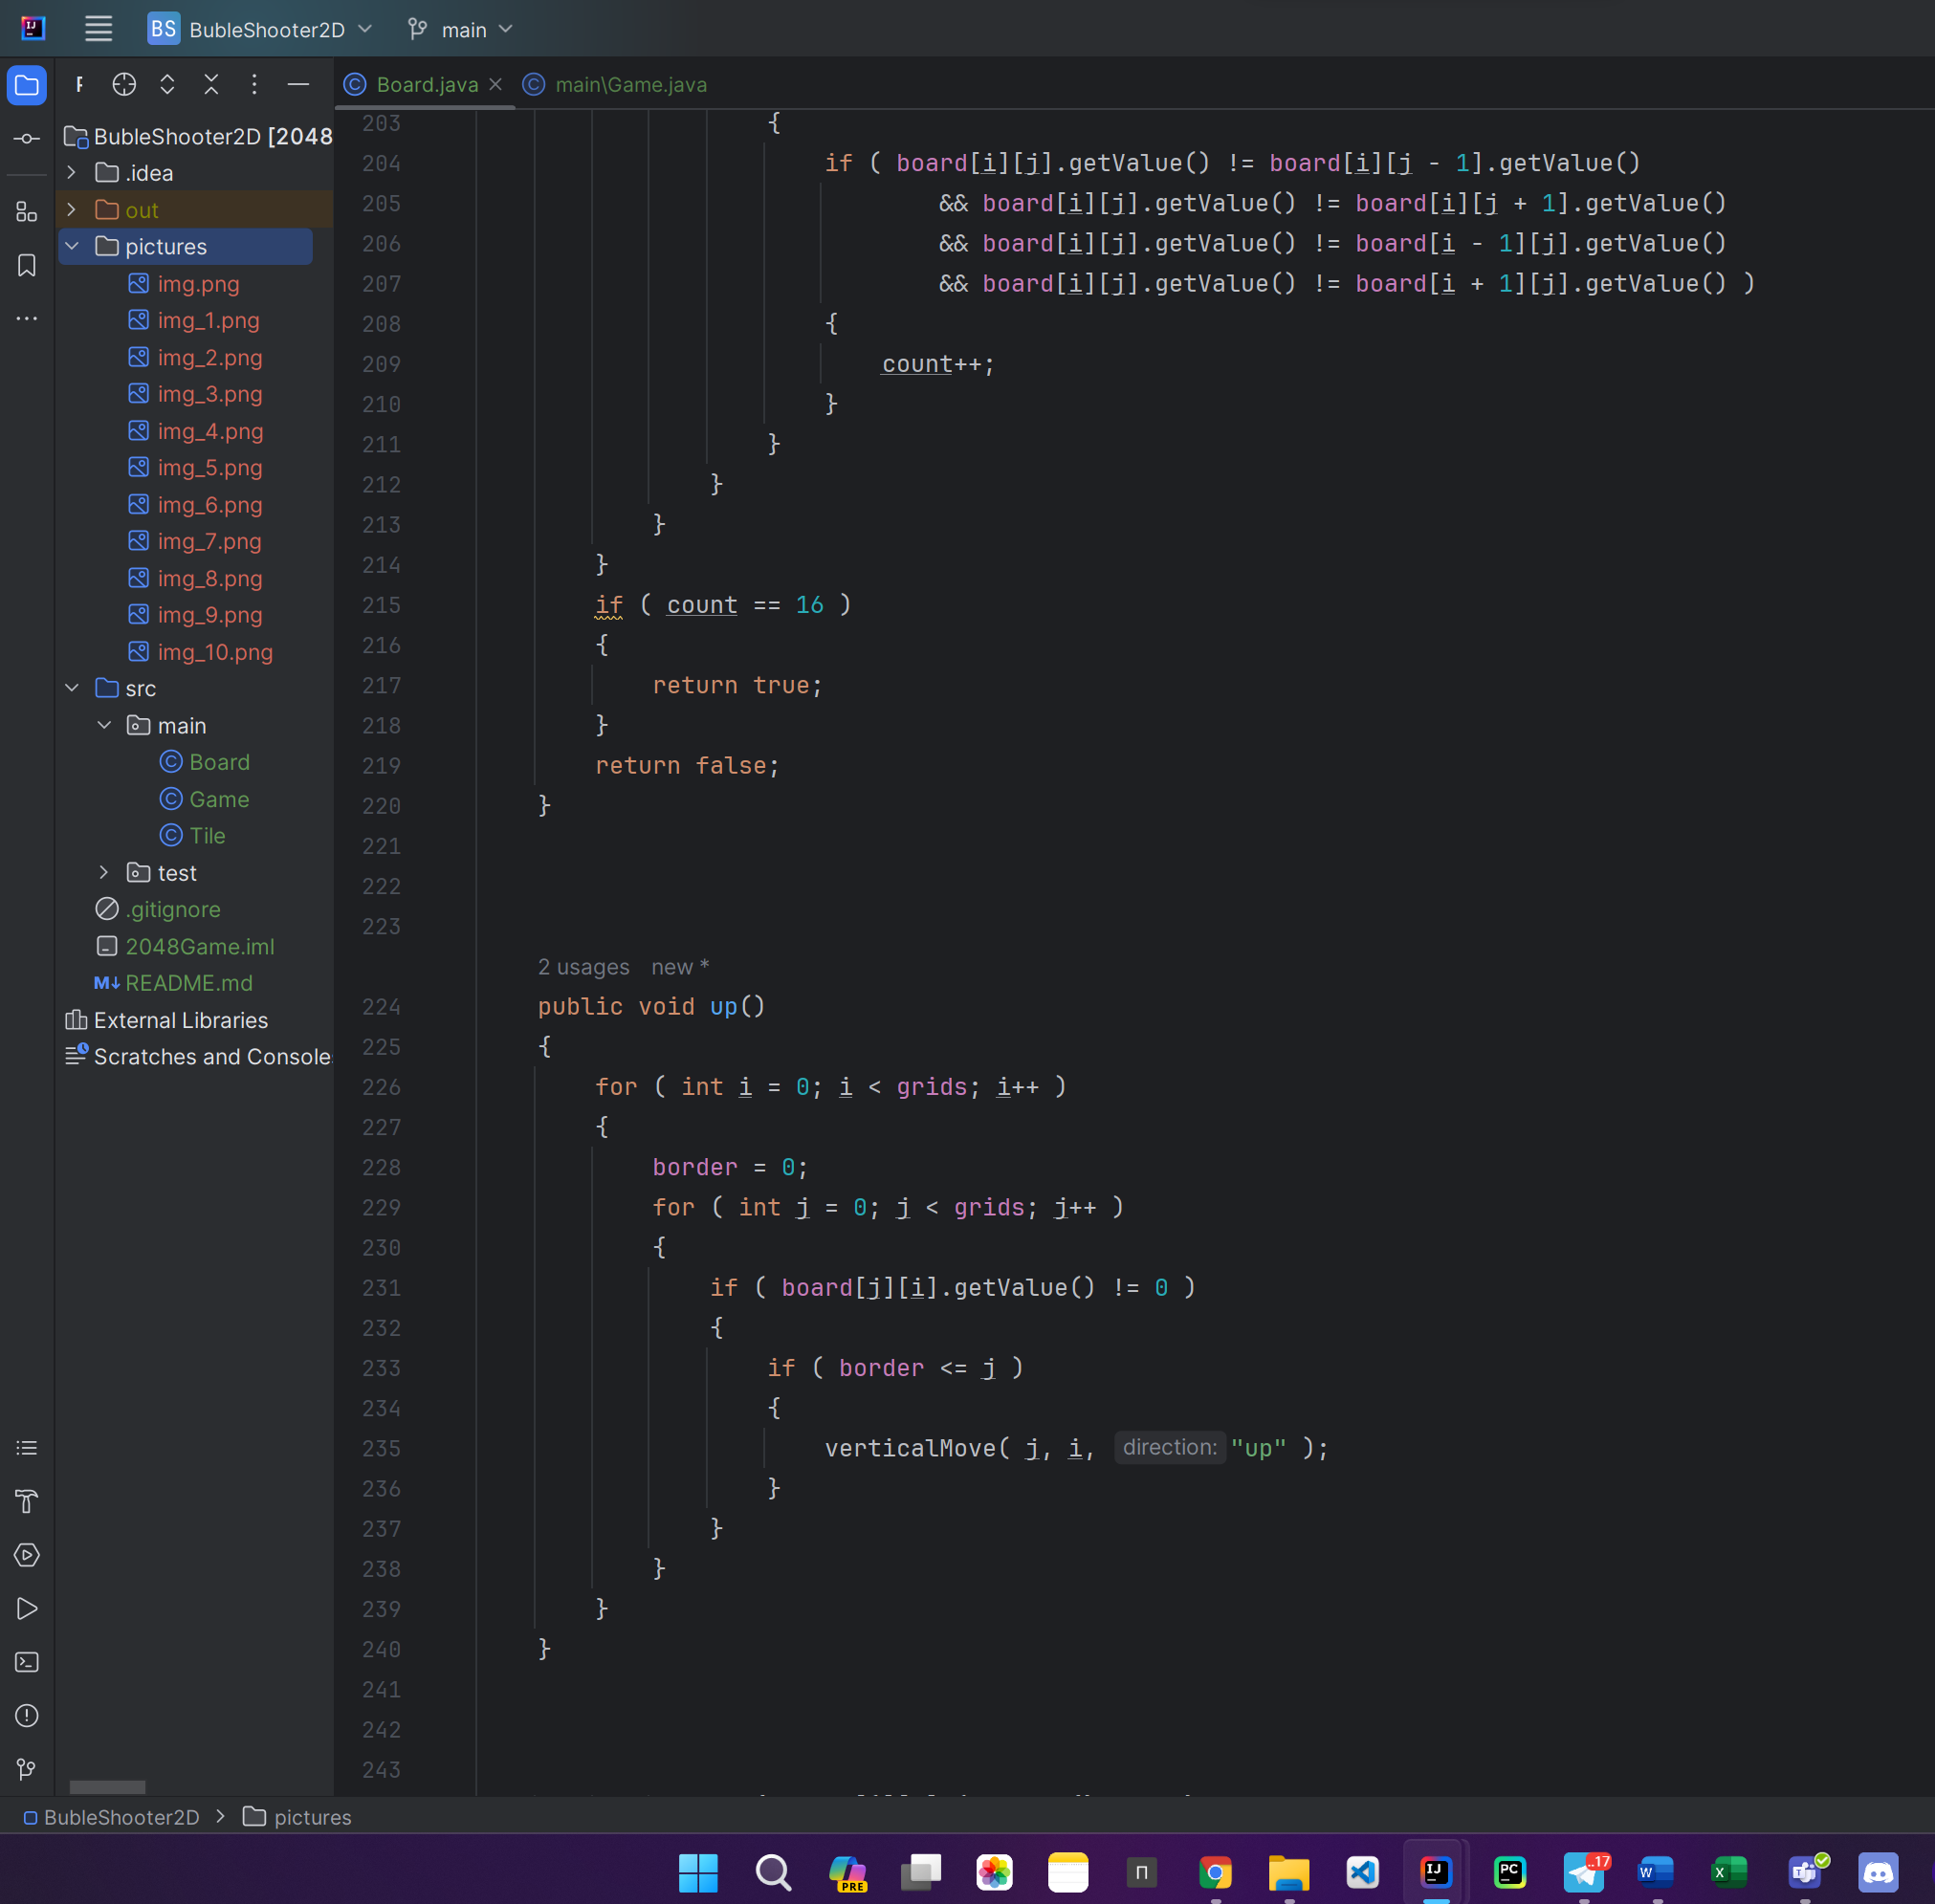 BS BubleShooter2D main
Board.java main\Game.java
BubleShooter2D [2048
.idea
out
pictures
img.png
img_1.png
img_2.png
img_3.png
img_4.png
img_5.png
img_6.png
img_7.png
img_8.png
img_9.png
img_10.png
src
main
Board
Game
Tile
test
.gitignore
2048Game.iml
README.md
External Libraries
Scratches and Console
203 {
204 if ( board[i][j].getValue() != board[i][j - 1].getValue()
205 && board[i][j].getValue() != board[i][j + 1].getValue()
206 && board[i][j].getValue() != board[i - 1][j].getValue()
207 && board[i][j].getValue() != board[i + 1][j].getValue() )
208 {
209 count++;
210 }
211 }
212 }
213 }
214 }
215 if ( count == 16 )
216 {
217 return true;
218 }
219 return false;
220 }
221
222
223
2 usages new *
224 public void up()
225 {
226 for ( int i = 0; i < grids; i++ )
227 {
228 border = 0;
229 for ( int j = 0; j < grids; j++ )
230 {
231 if ( board[j][i].getValue() != 0 )
232 {
233 if ( border <= j )
234 {
235 verticalMove( j, i, direction: "up" );
236 }
237 }
238 }
239 }
240 }
241
242
243
BubleShooter2D > pictures
PRE
П
IJ
PC
..17
W
X